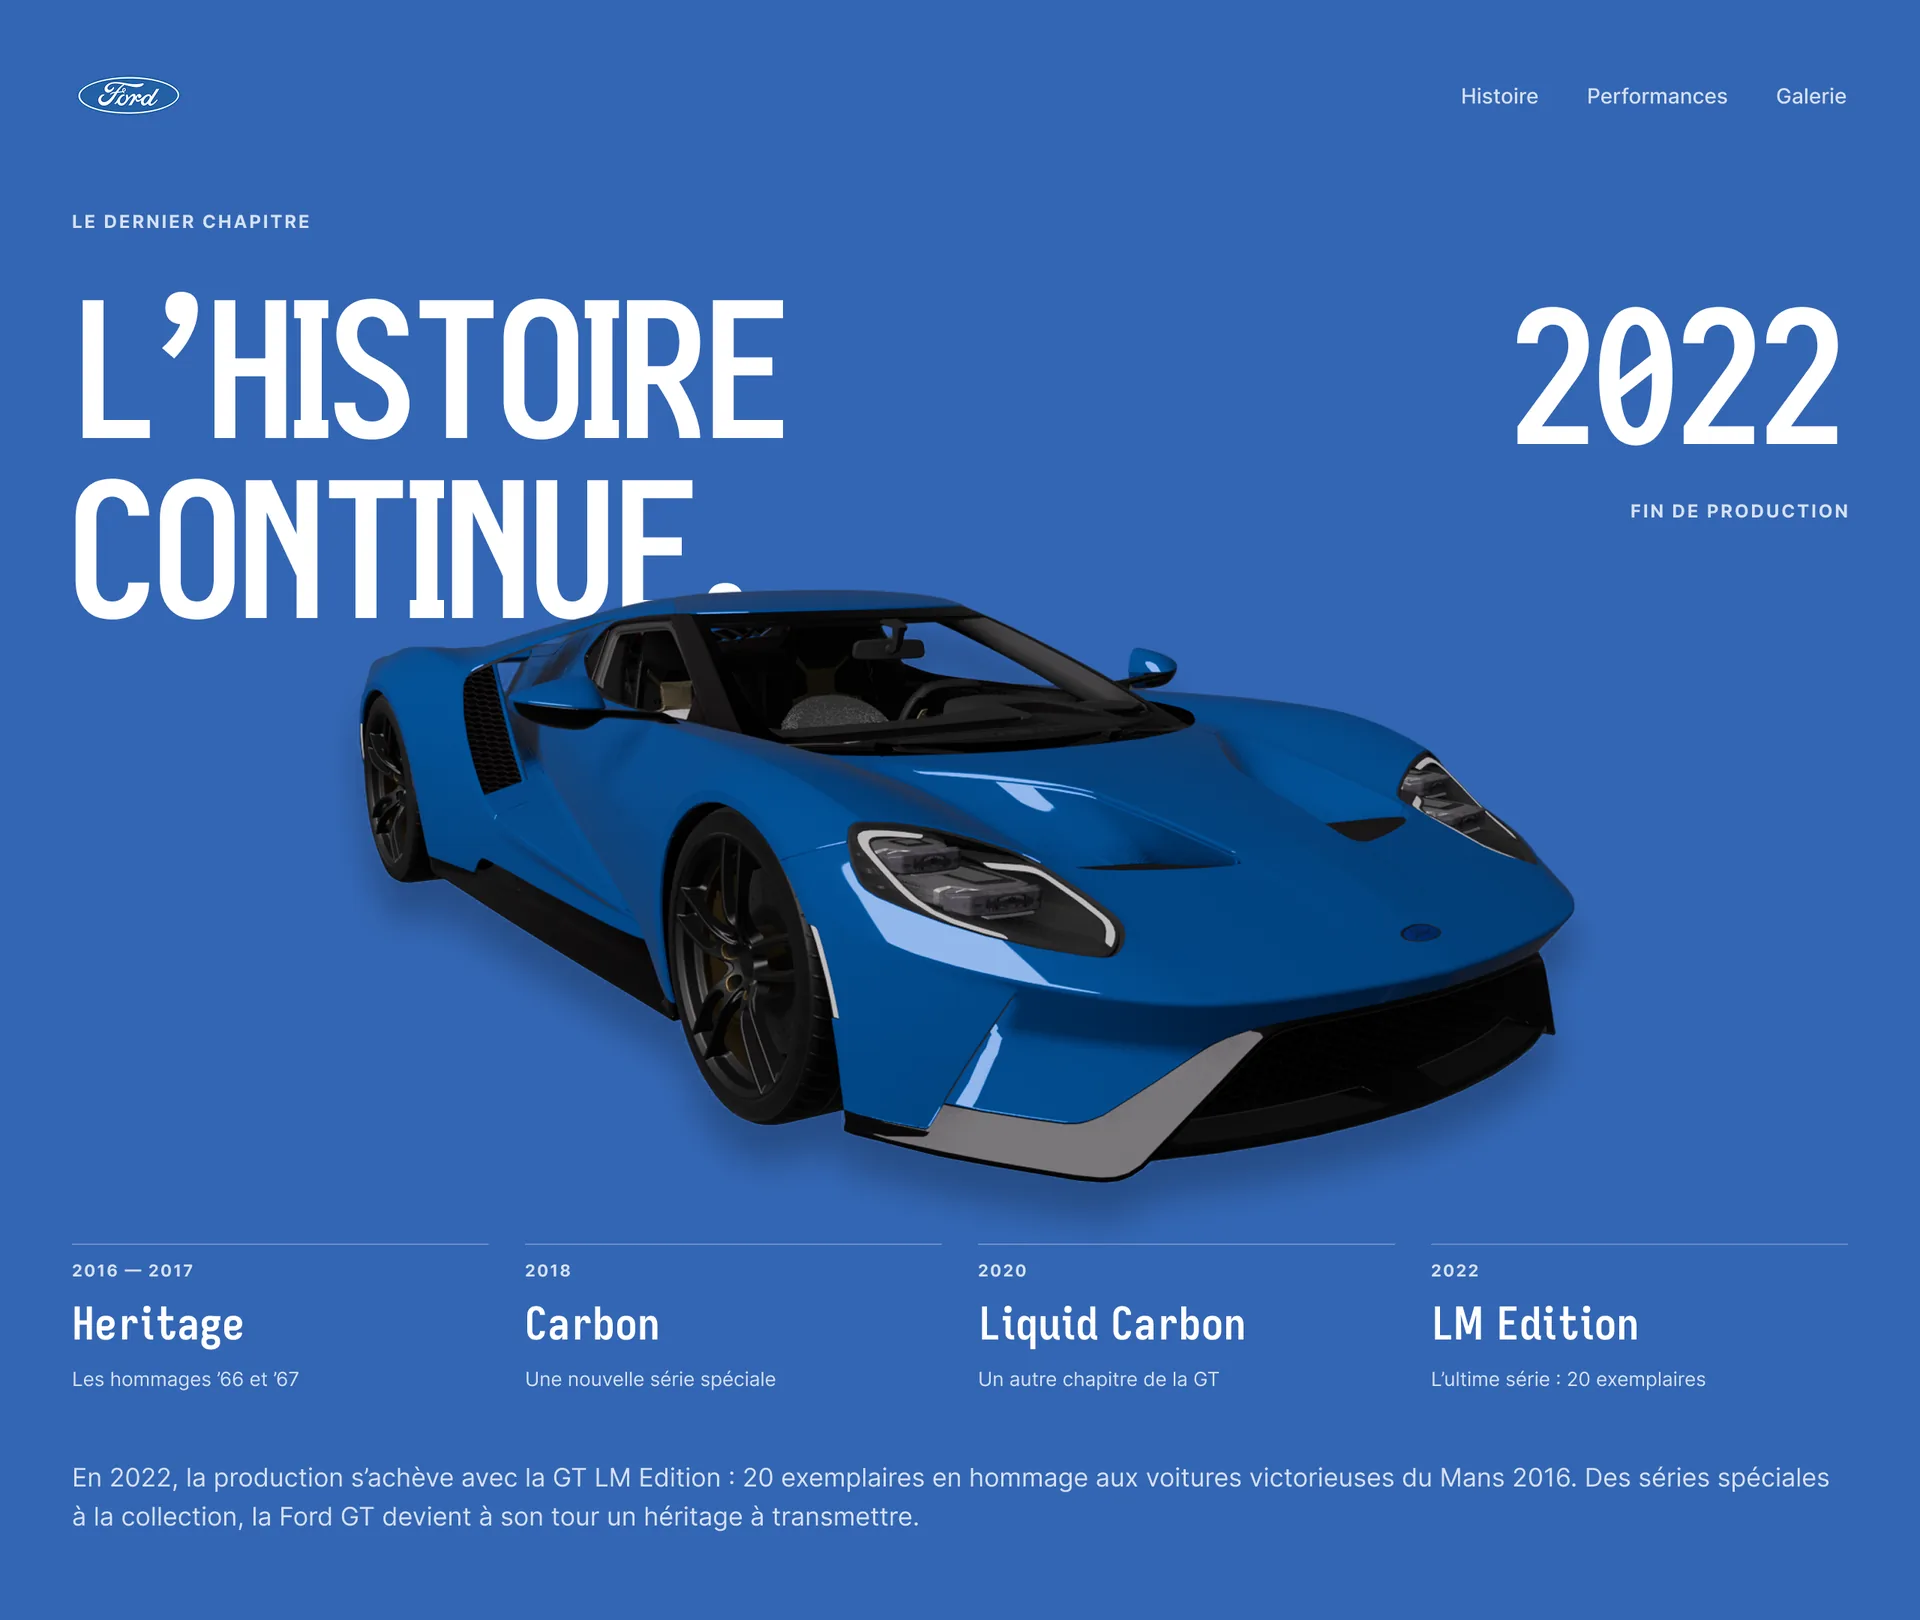 Ford
Histoire
Performances
Galerie
LE DERNIER CHAPITRE
L’HISTOIRE
CONTINUE.
2022
FIN DE PRODUCTION
2016 — 2017
Heritage
Les hommages ’66 et ’67
2018
Carbon
Une nouvelle série spéciale
2020
Liquid Carbon
Un autre chapitre de la GT
2022
LM Edition
L’ultime série : 20 exemplaires
En 2022, la production s’achève avec la GT LM Edition : 20 exemplaires en hommage aux voitures victorieuses du Mans 2016. Des séries spéciales
à la collection, la Ford GT devient à son tour un héritage à transmettre.